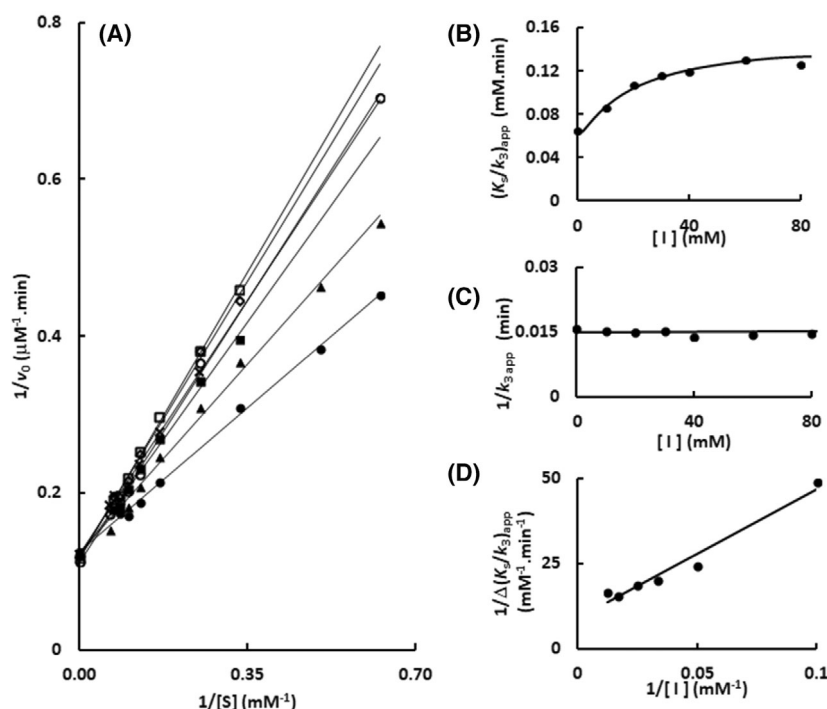 (A)
1/v₀ (µM⁻¹.min)
0.8
0.6
0.4
0.2
0
0.00
0.35
0.70
1/[S] (mM⁻¹)
(B)
(Kₛ/k₃)ₐₚₚ (mM.min)
0.16
0.12
0.08
0.04
0
0
40
80
[ I ] (mM)
(C)
1/k₃ ₐₚₚ (min)
0.03
0.015
0
0
40
80
[ I ] (mM)
(D)
1/Δ(Kₛ/k₃)ₐₚₚ
(mM⁻¹.min⁻¹)
50
25
0
0
0.05
0.1
1/[ I ] (mM⁻¹)